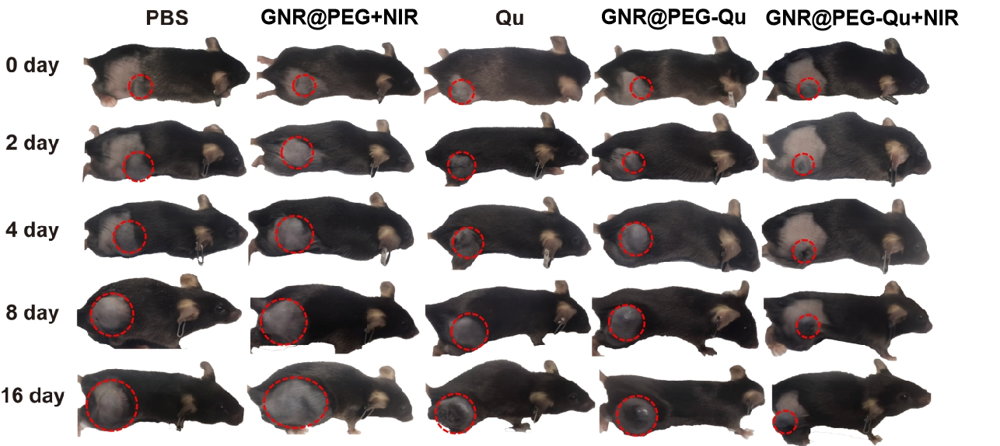 PBS GNR@PEG+NIR Qu GNR@PEG-Qu GNR@PEG-Qu+NIR
0 day
2 day
4 day
8 day
16 day